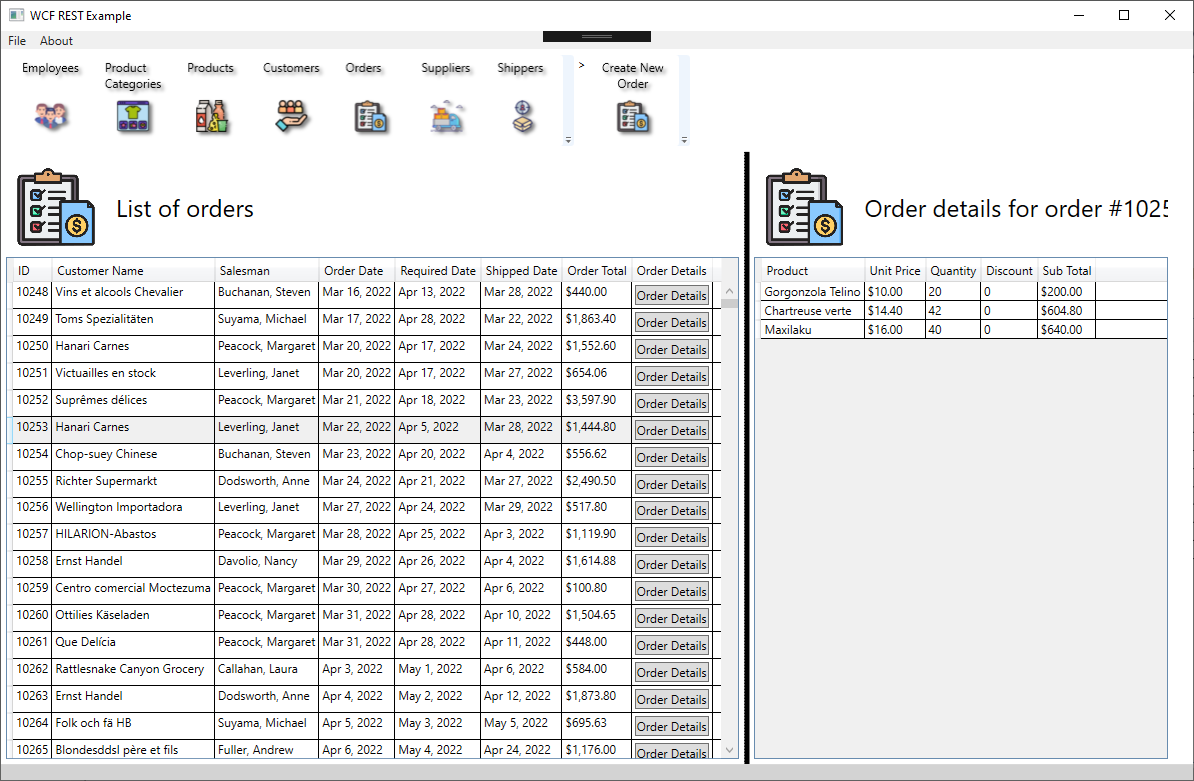 WCF REST Example
File About
Employees Product Categories Products Customers Orders Suppliers Shippers > Create New Order
List of orders
ID Customer Name Salesman Order Date Required Date Shipped Date Order Total Order Details
10248 Vins et alcools Chevalier Buchanan, Steven Mar 16, 2022 Apr 13, 2022 Mar 28, 2022 $440.00 Order Details
10249 Toms Spezialitäten Suyama, Michael Mar 17, 2022 Apr 28, 2022 Mar 22, 2022 $1,863.40 Order Details
10250 Hanari Carnes Peacock, Margaret Mar 20, 2022 Apr 17, 2022 Mar 24, 2022 $1,552.60 Order Details
10251 Victuailles en stock Leverling, Janet Mar 20, 2022 Apr 17, 2022 Mar 27, 2022 $654.06 Order Details
10252 Suprêmes délices Peacock, Margaret Mar 21, 2022 Apr 18, 2022 Mar 23, 2022 $3,597.90 Order Details
10253 Hanari Carnes Leverling, Janet Mar 22, 2022 Apr 5, 2022 Mar 28, 2022 $1,444.80 Order Details
10254 Chop-suey Chinese Buchanan, Steven Mar 23, 2022 Apr 20, 2022 Apr 4, 2022 $556.62 Order Details
10255 Richter Supermarkt Dodsworth, Anne Mar 24, 2022 Apr 21, 2022 Mar 27, 2022 $2,490.50 Order Details
10256 Wellington Importadora Leverling, Janet Mar 27, 2022 Apr 24, 2022 Mar 29, 2022 $517.80 Order Details
10257 HILARION-Abastos Peacock, Margaret Mar 28, 2022 Apr 25, 2022 Apr 3, 2022 $1,119.90 Order Details
10258 Ernst Handel Davolio, Nancy Mar 29, 2022 Apr 26, 2022 Apr 4, 2022 $1,614.88 Order Details
10259 Centro comercial Moctezuma Peacock, Margaret Mar 30, 2022 Apr 27, 2022 Apr 6, 2022 $100.80 Order Details
10260 Ottilies Käseladen Peacock, Margaret Mar 31, 2022 Apr 28, 2022 Apr 10, 2022 $1,504.65 Order Details
10261 Que Delícia Peacock, Margaret Mar 31, 2022 Apr 28, 2022 Apr 11, 2022 $448.00 Order Details
10262 Rattlesnake Canyon Grocery Callahan, Laura Apr 3, 2022 May 1, 2022 Apr 6, 2022 $584.00 Order Details
10263 Ernst Handel Dodsworth, Anne Apr 4, 2022 May 2, 2022 Apr 12, 2022 $1,873.80 Order Details
10264 Folk och fä HB Suyama, Michael Apr 5, 2022 May 3, 2022 May 5, 2022 $695.63 Order Details
10265 Blondesddsl père et fils Fuller, Andrew Apr 6, 2022 May 4, 2022 Apr 24, 2022 $1,176.00 Order Details
Order details for order #1025
Product Unit Price Quantity Discount Sub Total
Gorgonzola Telino $10.00 20 0 $200.00
Chartreuse verte $14.40 42 0 $604.80
Maxilaku $16.00 40 0 $640.00